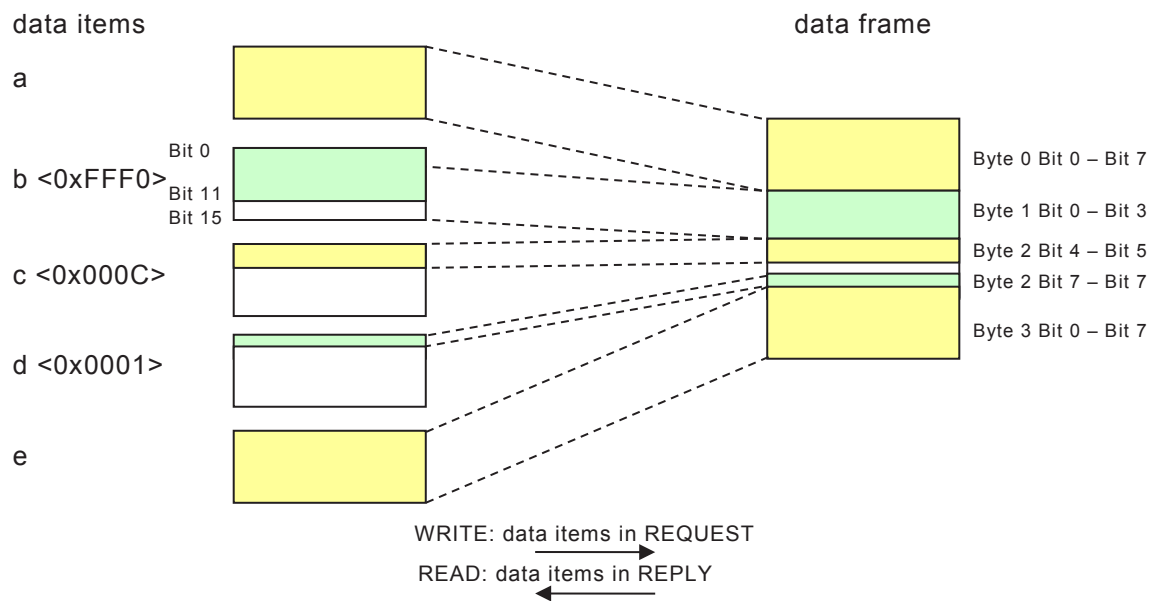 data items
data frame
a
Byte 0 Bit 0 – Bit 7
Bit 0
b <0xFFF0>
Bit 11
Bit 15
Byte 1 Bit 0 – Bit 3
Byte 2 Bit 4 – Bit 5
c <0x000C>
Byte 2 Bit 7 – Bit 7
Byte 3 Bit 0 – Bit 7
d <0x0001>
e
WRITE: data items in REQUEST
READ: data items in REPLY